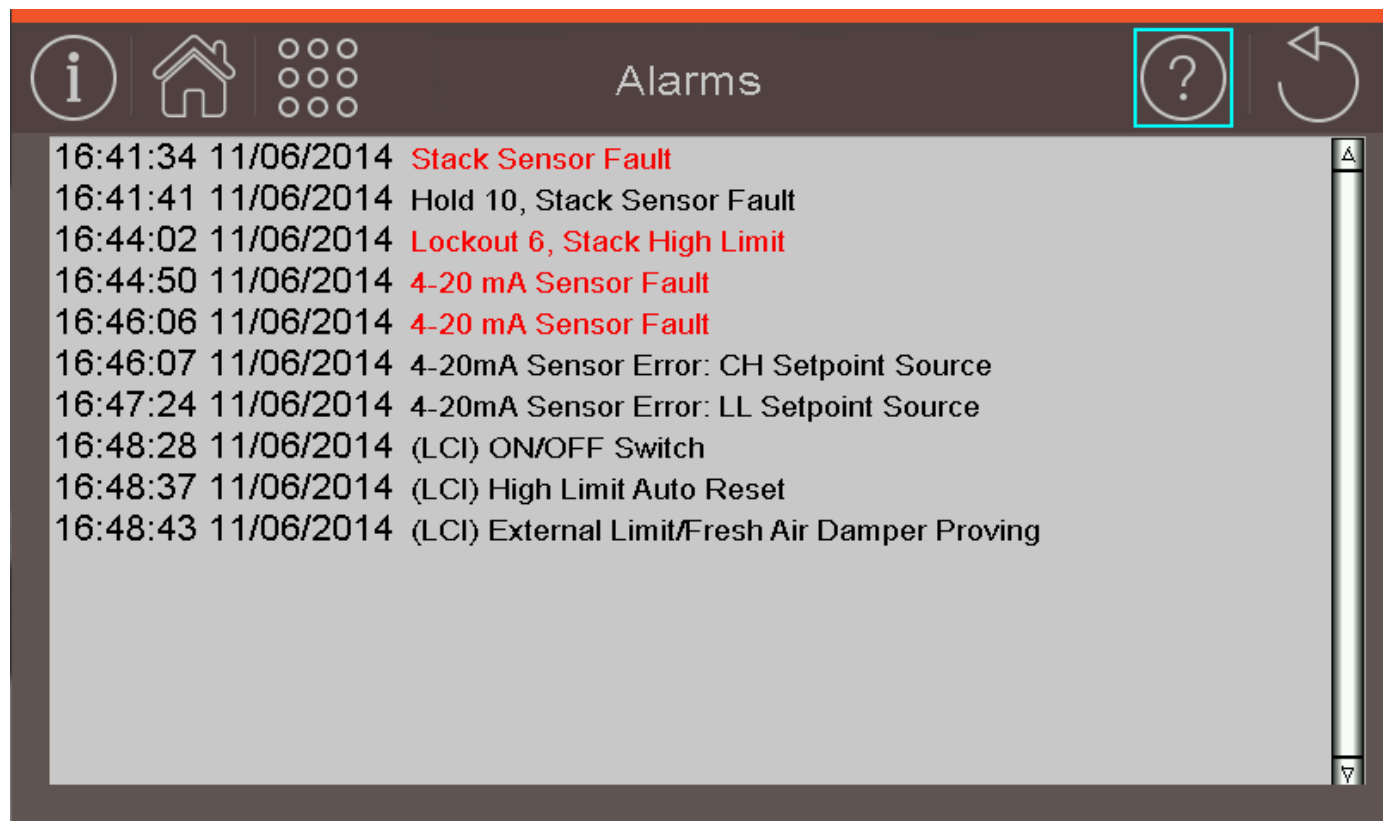 i
Alarms
?
16:41:34 11/06/2014 Stack Sensor Fault
16:41:41 11/06/2014 Hold 10, Stack Sensor Fault
16:44:02 11/06/2014 Lockout 6, Stack High Limit
16:44:50 11/06/2014 4-20 mA Sensor Fault
16:46:06 11/06/2014 4-20 mA Sensor Fault
16:46:07 11/06/2014 4-20mA Sensor Error: CH Setpoint Source
16:47:24 11/06/2014 4-20mA Sensor Error: LL Setpoint Source
16:48:28 11/06/2014 (LCI) ON/OFF Switch
16:48:37 11/06/2014 (LCI) High Limit Auto Reset
16:48:43 11/06/2014 (LCI) External Limit/Fresh Air Damper Proving